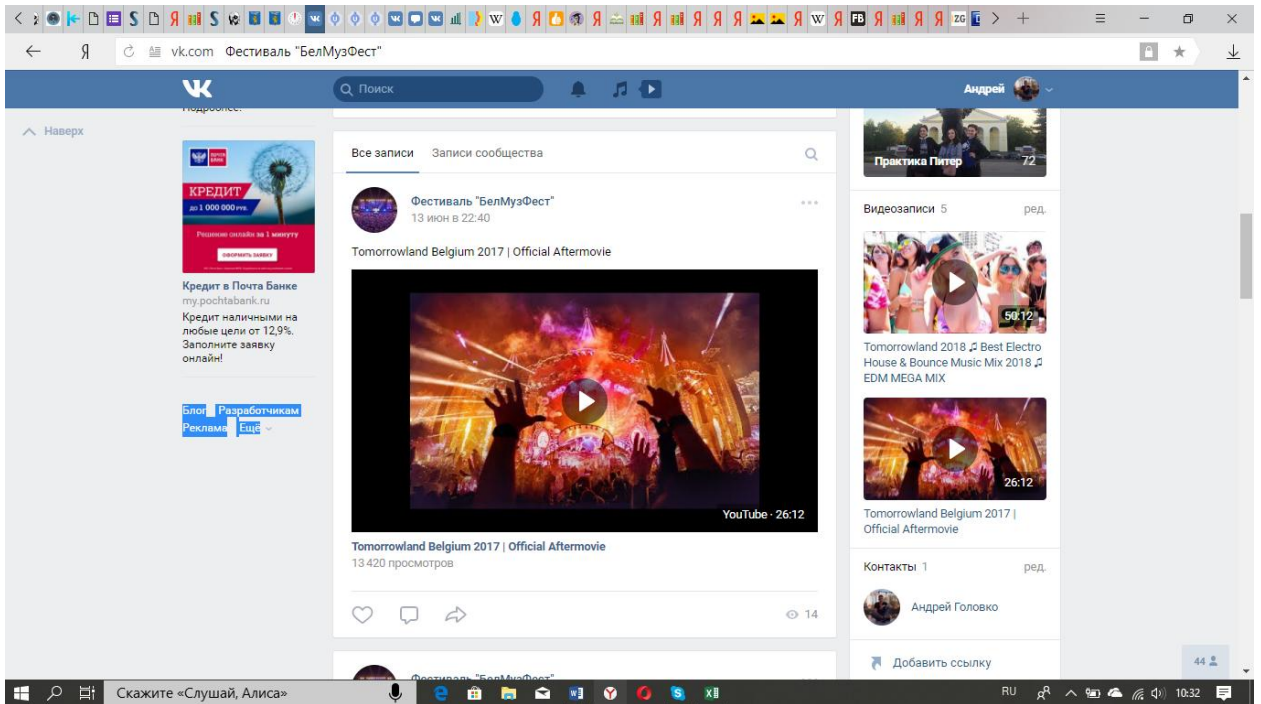 vk.com Фестиваль "БелМузФест"
Поиск
Андрей
Наверх
Подробнее.
ПОЧТА БАНК
КРЕДИТ
до 1 000 000 РУБ.
Решение онлайн за 1 минуту
ОФОРМИТЬ ЗАЯВКУ
Кредит в Почта Банке
my.pochtabank.ru
Кредит наличными на
любые цели от 12,9%.
Заполните заявку
онлайн!
Блог Разработчикам
Реклама Ещё
Все записи Записи сообщества
Фестиваль "БелМузФест"
13 июн в 22:40
Tomorrowland Belgium 2017 | Official Aftermovie
YouTube · 26:12
Tomorrowland Belgium 2017 | Official Aftermovie
13 420 просмотров
14
Фестиваль "БелМузФест"
Практика Питер 72
Видеозаписи 5 ред.
50:12
Tomorrowland 2018 ♫ Best Electro
House & Bounce Music Mix 2018 ♫
EDM MEGA MIX
26:12
Tomorrowland Belgium 2017 |
Official Aftermovie
Контакты 1 ред.
Андрей Головко
Добавить ссылку
44
Скажите «Слушай, Алиса»
RU 10:32